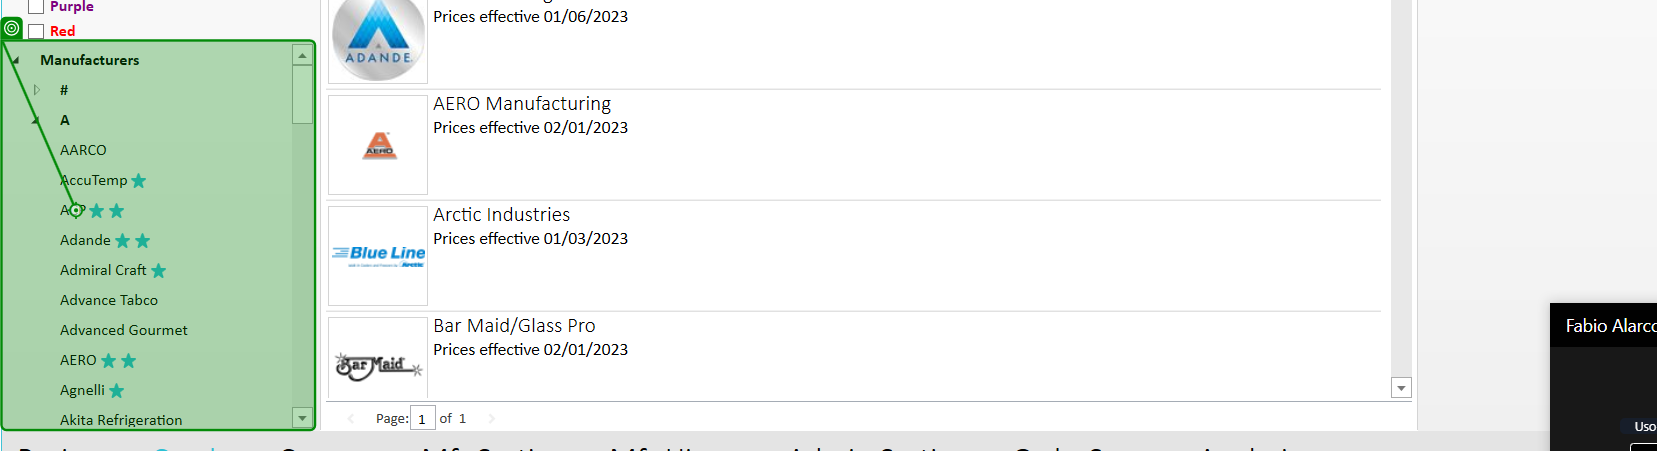 Purple
Red
Manufacturers
#
A
AARCO
AccuTemp
Adande
Admiral Craft
Advance Tabco
Advanced Gourmet
AERO
Agnelli
Akita Refrigeration
Prices effective 01/06/2023
ADANDE
AERO Manufacturing
Prices effective 02/01/2023
AERO
Arctic Industries
Prices effective 01/03/2023
Blue Line
Bar Maid/Glass Pro
Prices effective 02/01/2023
Bar Maid
Page: 1 of 1
Fabio Alarco
Uso